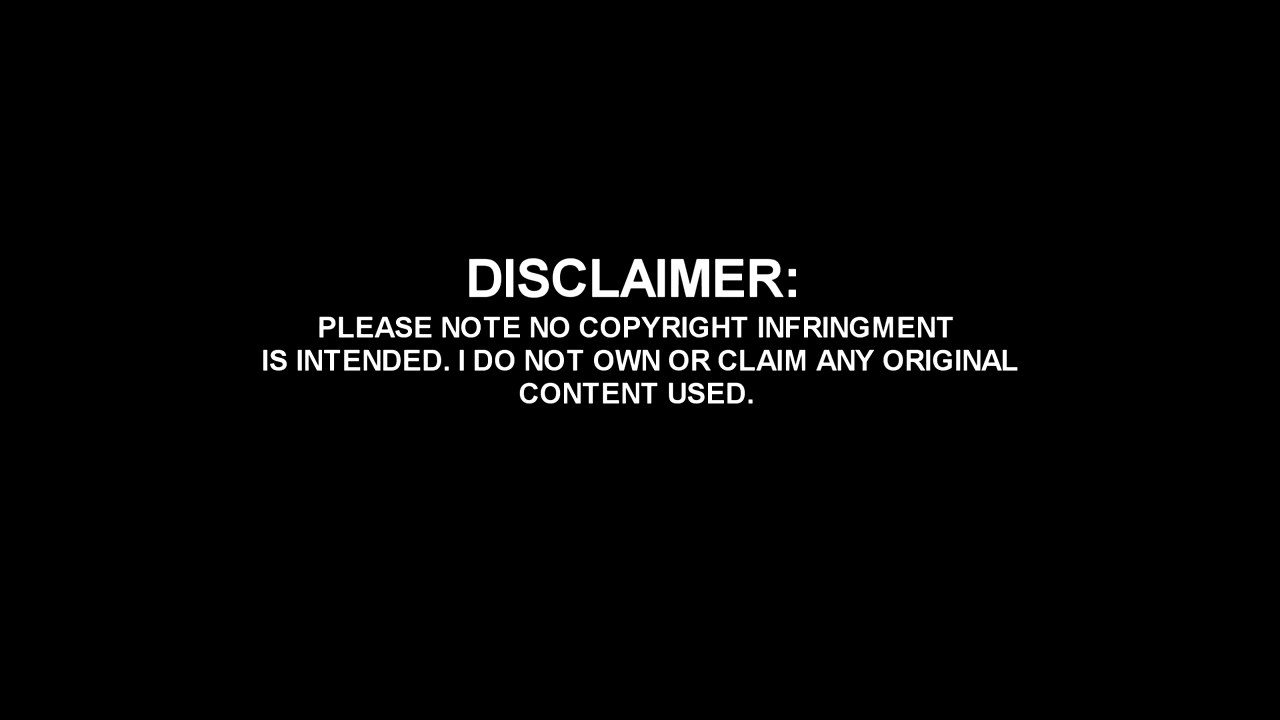 DISCLAIMER:
PLEASE NOTE NO COPYRIGHT INFRINGMENT
IS INTENDED. I DO NOT OWN OR CLAIM ANY ORIGINAL
CONTENT USED.